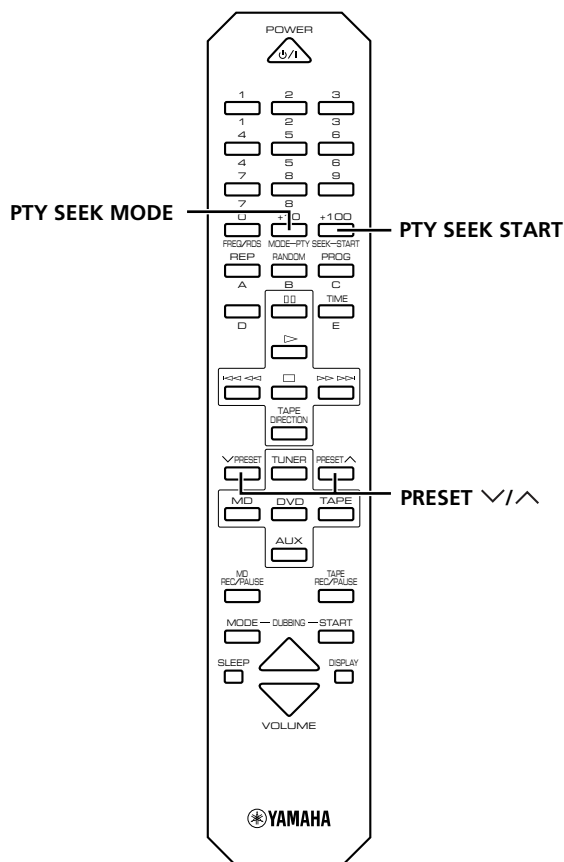 POWER
⏻/I
1 2 3
1 2 3
4 5 6
4 5 6
7 8 9
7 8
PTY SEEK MODE
0 +10 +100
PTY SEEK START
FREQ/RDS MODE–PTY SEEK–START
REP RANDOM PROG
A B C
TIME
D E
TAPE
DIRECTION
PRESET TUNER PRESET
PRESET ∨/∧
MD DVD TAPE
AUX
MD
REC/PAUSE
TAPE
REC/PAUSE
MODE – DUBBING – START
SLEEP DISPLAY
VOLUME
YAMAHA